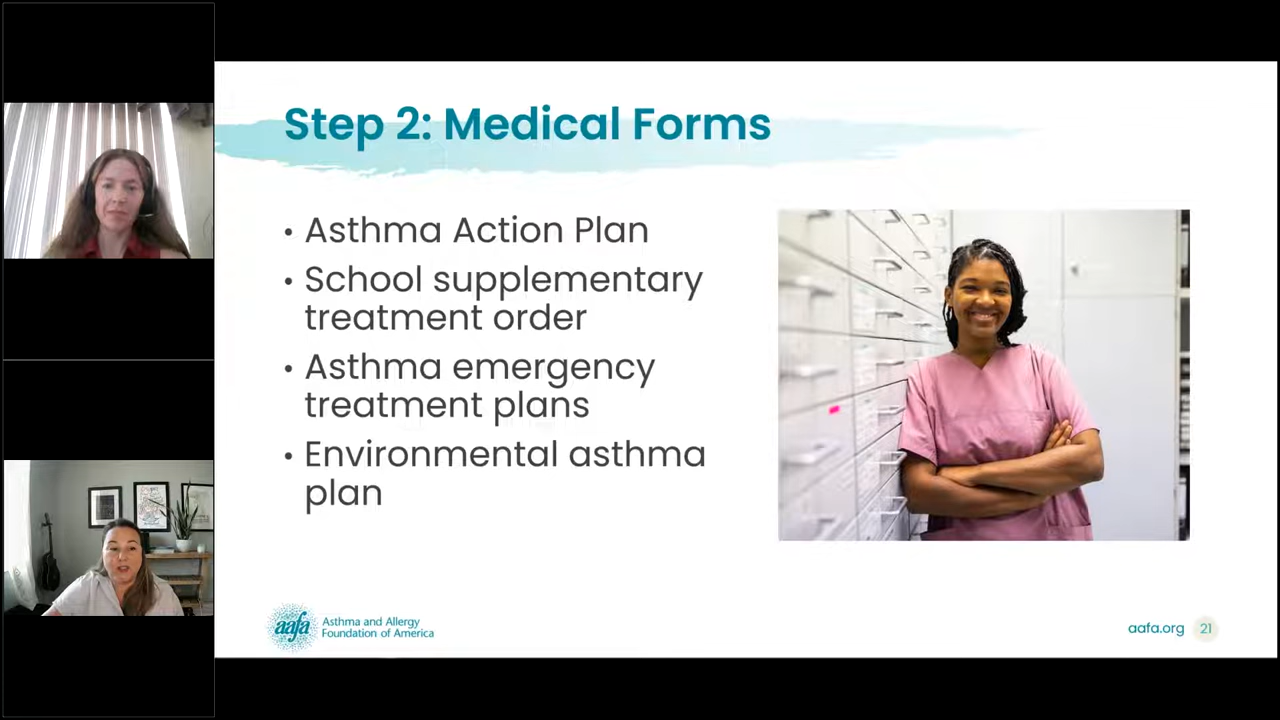 Step 2: Medical Forms
• Asthma Action Plan
• School supplementary
treatment order
• Asthma emergency
treatment plans
• Environmental asthma
plan
aafa
Asthma and Allergy
Foundation of America
aafa.org 21